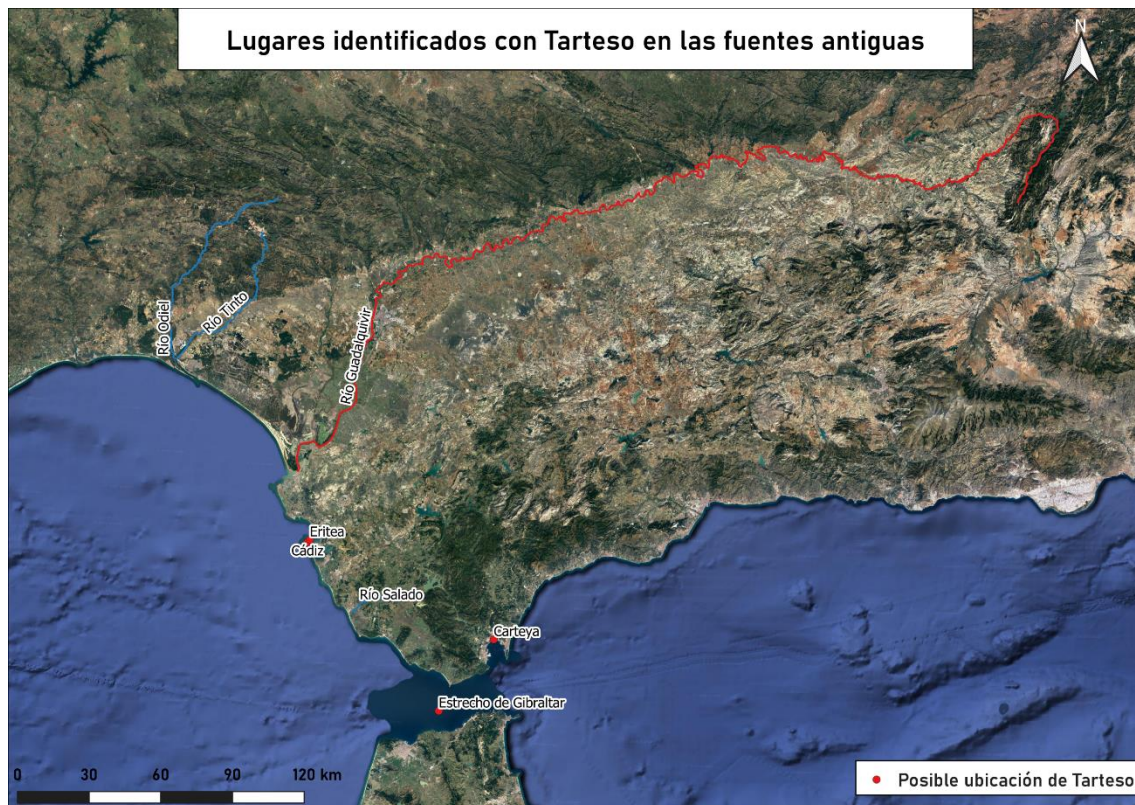 Lugares identificados con Tarteso en las fuentes antiguas
N
Río Odiel
Río Tinto
Río Guadalquivir
Eritea
Cádiz
Río Salado
Carteya
Estrecho de Gibraltar
0 30 60 90 120 km
Posible ubicación de Tarteso